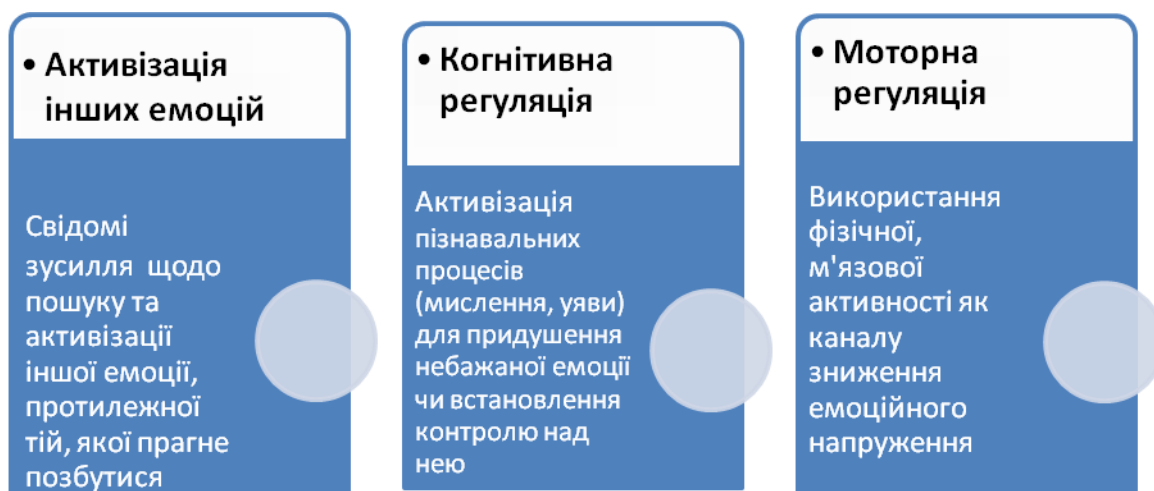 • Активізація
інших емоцій
Свідомі
зусилля щодо
пошуку та
активізації
іншої емоції,
протилежної
тій, якої прагне
позбутися
• Когнітивна
регуляція
Активізація
пізнавальних
процесів
(мислення, уяви)
для придушення
небажаної емоції
чи встановлення
контролю над
нею
• Моторна
регуляція
Використання
фізичної,
м'язової
активності як
каналу
зниження
емоційного
напруження